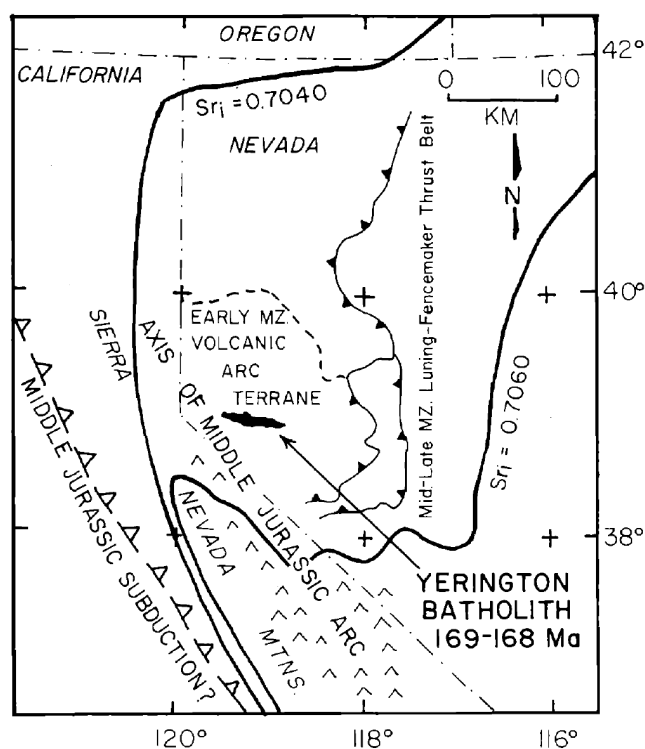 OREGON
42°
CALIFORNIA
Sri = 0.7040
0 100
KM
NEVADA
N
Mid-Late MZ. Luning-Fencemaker Thrust Belt
40°
SIERRA
NEVADA
MTNS.
AXIS OF MIDDLE JURASSIC ARC
EARLY MZ.
VOLCANIC
ARC
TERRANE
Sri = 0.7060
MIDDLE JURASSIC SUBDUCTION?
38°
YERINGTON
BATHOLITH
169-168 Ma
120° 118° 116°